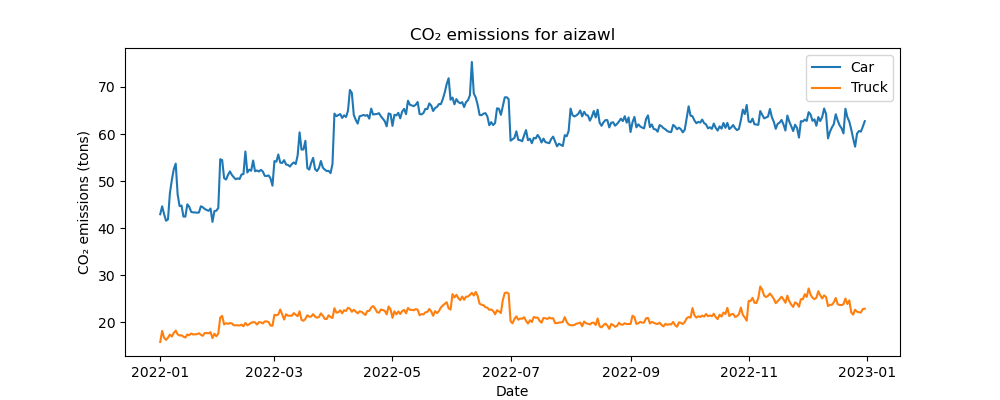 CO₂ emissions for aizawl
Car
Truck
CO₂ emissions (tons)
70
60
50
40
30
20
2022-01
2022-03
2022-05
2022-07
2022-09
2022-11
2023-01
Date